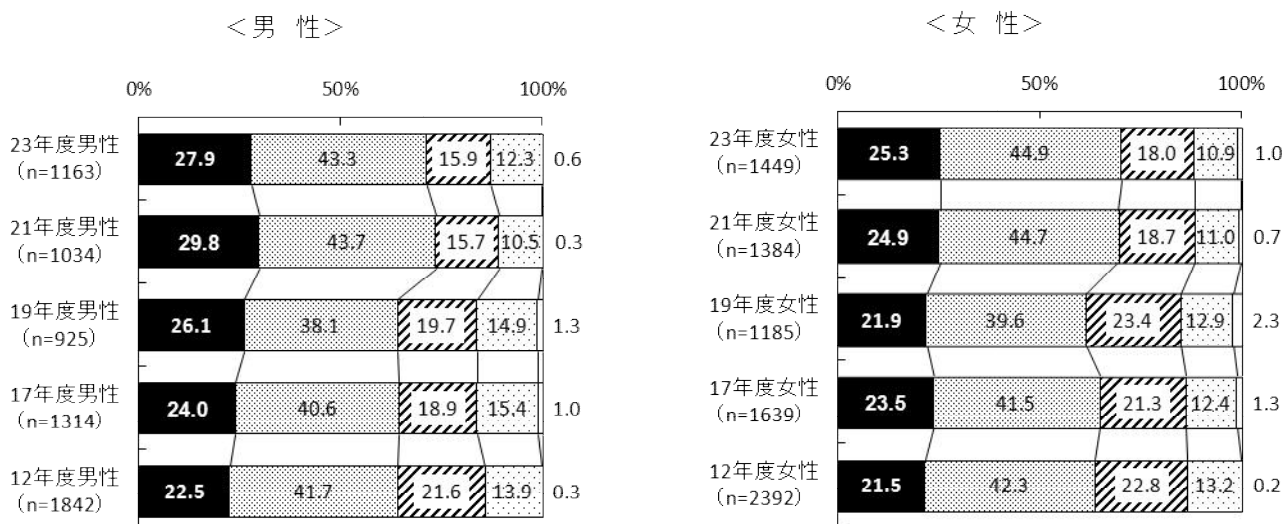 ＜男 性＞
0% 50% 100%
23年度男性 27.9 43.3 15.9 12.3 0.6
（n=1163）
21年度男性 29.8 43.7 15.7 10.5 0.3
（n=1034）
19年度男性 26.1 38.1 19.7 14.9 1.3
（n=925）
17年度男性 24.0 40.6 18.9 15.4 1.0
（n=1314）
12年度男性 22.5 41.7 21.6 13.9 0.3
（n=1842）
＜女 性＞
0% 50% 100%
23年度女性 25.3 44.9 18.0 10.9 1.0
（n=1449）
21年度女性 24.9 44.7 18.7 11.0 0.7
（n=1384）
19年度女性 21.9 39.6 23.4 12.9 2.3
（n=1185）
17年度女性 23.5 41.5 21.3 12.4 1.3
（n=1639）
12年度女性 21.5 42.3 22.8 13.2 0.2
（n=2392）